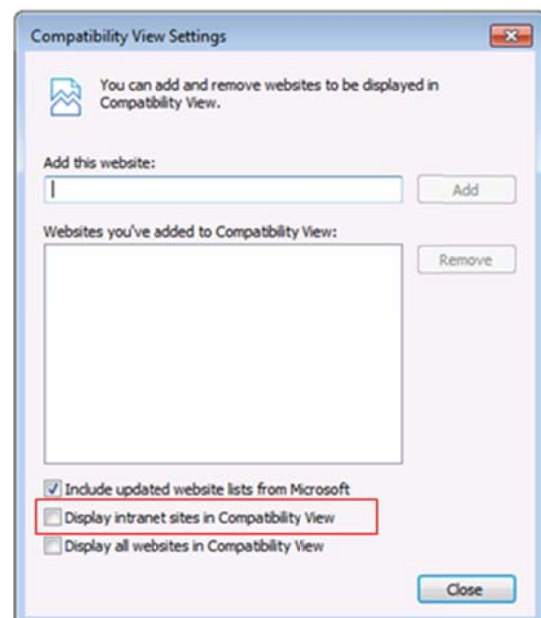 Compatibility View Settings
You can add and remove websites to be displayed in
Compatibility View.
Add this website:
Add
Websites you've added to Compatibility View:
Remove
Include updated website lists from Microsoft
Display intranet sites in Compatibility View
Display all websites in Compatibility View
Close